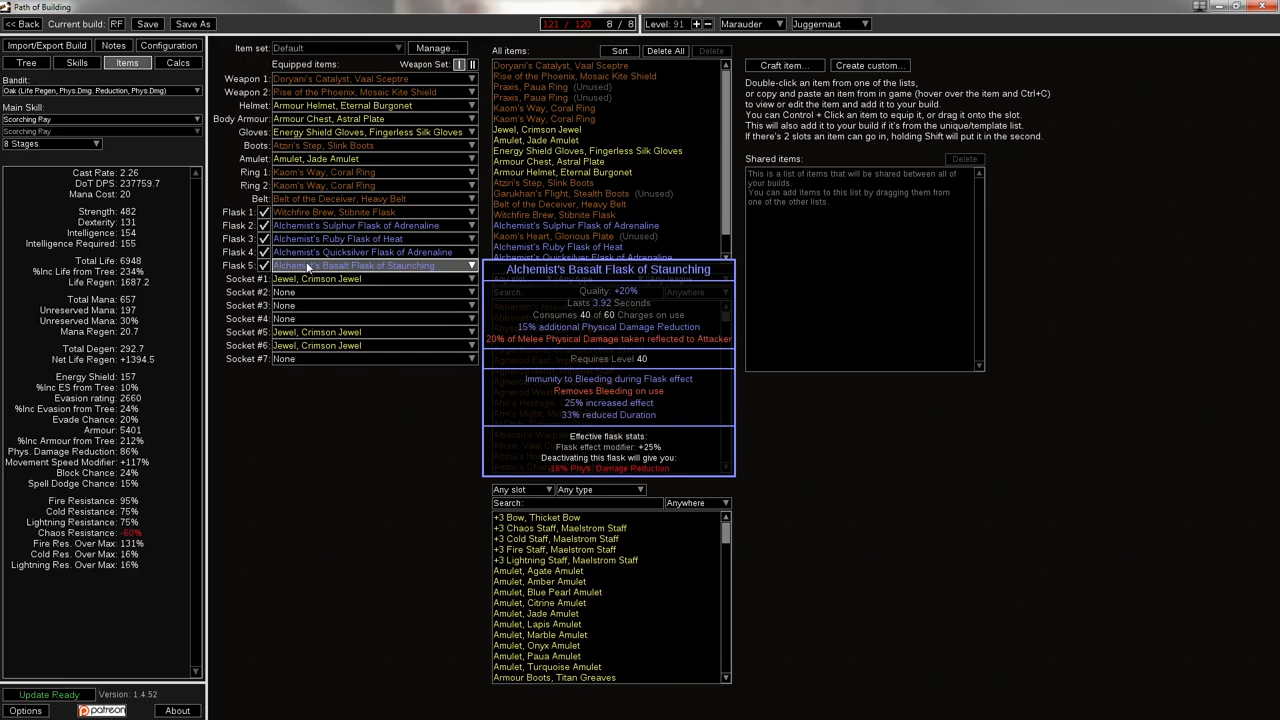 Path of Building
<< Back Current build: RF Save Save As 121 / 120 8 / 8 Level: 91 Marauder Juggernaut
Import/Export Build Notes Configuration
Tree Skills Items Calcs
Bandit:
Oak (Life Regen, Phys.Dmg. Reduction, Phys.Dmg)
Main Skill:
Scorching Ray
Scorching Ray
8 Stages
Cast Rate: 2.26
DoT DPS: 237759.7
Mana Cost: 20
Strength: 482
Dexterity: 131
Intelligence: 154
Intelligence Required: 155
Total Life: 6948
%Inc Life from Tree: 234%
Life Regen: 1687.2
Total Mana: 657
Unreserved Mana: 197
Unreserved Mana: 30%
Mana Regen: 20.7
Total Degen: 292.7
Net Life Regen: +1394.5
Energy Shield: 157
%Inc ES from Tree: 10%
Evasion rating: 2660
%Inc Evasion from Tree: 24%
Evade Chance: 20%
Armour: 5401
%Inc Armour from Tree: 212%
Phys. Damage Reduction: 86%
Movement Speed Modifier: +117%
Block Chance: 24%
Spell Dodge Chance: 21%
Fire Resistance: 95%
Cold Resistance: 75%
Lightning Resistance: 75%
Chaos Resistance: -60%
Fire Res. Over Max: 131%
Cold Res. Over Max: 16%
Lightning Res. Over Max: 16%
Update Ready Version: 1.4.52
Options patreon About
Item set: Default Manage...
Equipped items: Weapon Set: I II
Weapon 1: Doryani's Catalyst, Vaal Sceptre
Weapon 2: Rise of the Phoenix, Mosaic Kite Shield
Helmet: Armour Helmet, Eternal Burgonet
Body Armour: Armour Chest, Astral Plate
Gloves: Energy Shield Gloves, Fingerless Silk Gloves
Boots: Atziri's Step, Slink Boots
Amulet: Amulet, Jade Amulet
Ring 1: Kaom's Way, Coral Ring
Ring 2: Kaom's Way, Coral Ring
Belt: Belt of the Deceiver, Heavy Belt
Flask 1: Witchfire Brew, Stibnite Flask
Flask 2: Alchemist's Sulphur Flask of Adrenaline
Flask 3: Alchemist's Ruby Flask of Heat
Flask 4: Alchemist's Quicksilver Flask of Adrenaline
Flask 5: Alchemist's Basalt Flask of Staunching
Socket #1: Jewel, Crimson Jewel
Socket #2: None
Socket #3: None
Socket #4: None
Socket #5: Jewel, Crimson Jewel
Socket #6: Jewel, Crimson Jewel
Socket #7: None
All items: Sort Delete All Delete
Doryani's Catalyst, Vaal Sceptre
Rise of the Phoenix, Mosaic Kite Shield
Praxis, Paua Ring (Unused)
Praxis, Paua Ring (Unused)
Kaom's Way, Coral Ring
Kaom's Way, Coral Ring
Jewel, Crimson Jewel
Amulet, Jade Amulet
Energy Shield Gloves, Fingerless Silk Gloves
Armour Chest, Astral Plate
Armour Helmet, Eternal Burgonet
Atziri's Step, Slink Boots
Garukhan's Flight, Stealth Boots (Unused)
Belt of the Deceiver, Heavy Belt
Witchfire Brew, Stibnite Flask
Alchemist's Sulphur Flask of Adrenaline
Kaom's Heart, Glorious Plate (Unused)
Alchemist's Ruby Flask of Heat
Alchemist's Quicksilver Flask of Adrenaline
Alchemist's Basalt Flask of Staunching
Quality: +20%
Lasts 3.92 Seconds
Consumes 40 of 60 Charges on use
15% additional Physical Damage Reduction
20% of Melee Physical Damage taken reflected to Attacker
Requires Level 40
Immunity to Bleeding during Flask effect
Removes Bleeding on use
25% increased effect
33% reduced Duration
Effective flask stats:
Flask effect modifier: +25%
Deactivating this flask will give you:
-18% Phys. Damage Reduction
Any slot Any type
Search: Anywhere
+3 Bow, Thicket Bow
+3 Chaos Staff, Maelstrom Staff
+3 Cold Staff, Maelstrom Staff
+3 Fire Staff, Maelstrom Staff
+3 Lightning Staff, Maelstrom Staff
Amulet, Agate Amulet
Amulet, Amber Amulet
Amulet, Blue Pearl Amulet
Amulet, Citrine Amulet
Amulet, Jade Amulet
Amulet, Lapis Amulet
Amulet, Marble Amulet
Amulet, Onyx Amulet
Amulet, Paua Amulet
Amulet, Turquoise Amulet
Armour Boots, Titan Greaves
Craft item... Create custom...
Double-click an item from one of the lists,
or copy and paste an item from in game (hover over the item and Ctrl+C)
to view or edit the item and add it to your build.
You can Control + Click an item to equip it, or drag it onto the slot.
This will also add it to your build if it's from the unique/template list.
If there's 2 slots an item can go in, holding Shift will put it in the second.
Shared items: Delete
This is a list of items that will be shared between all of
your builds.
You can add items to this list by dragging them from
one of the other lists.